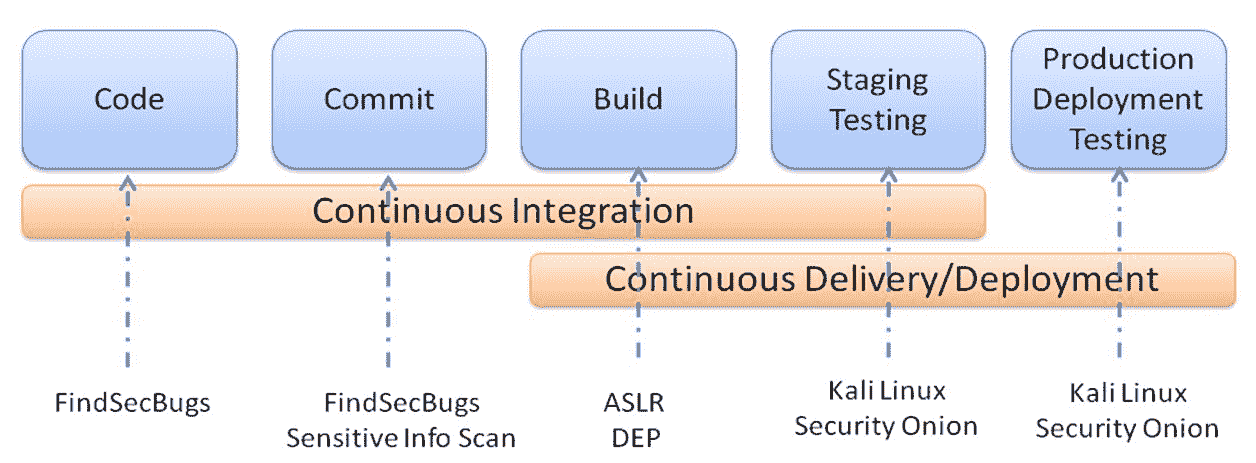 Code
Commit
Build
Staging
Testing
Production
Deployment
Testing
Continuous Integration
Continuous Delivery/Deployment
FindSecBugs
FindSecBugs
Sensitive Info Scan
ASLR
DEP
Kali Linux
Security Onion
Kali Linux
Security Onion